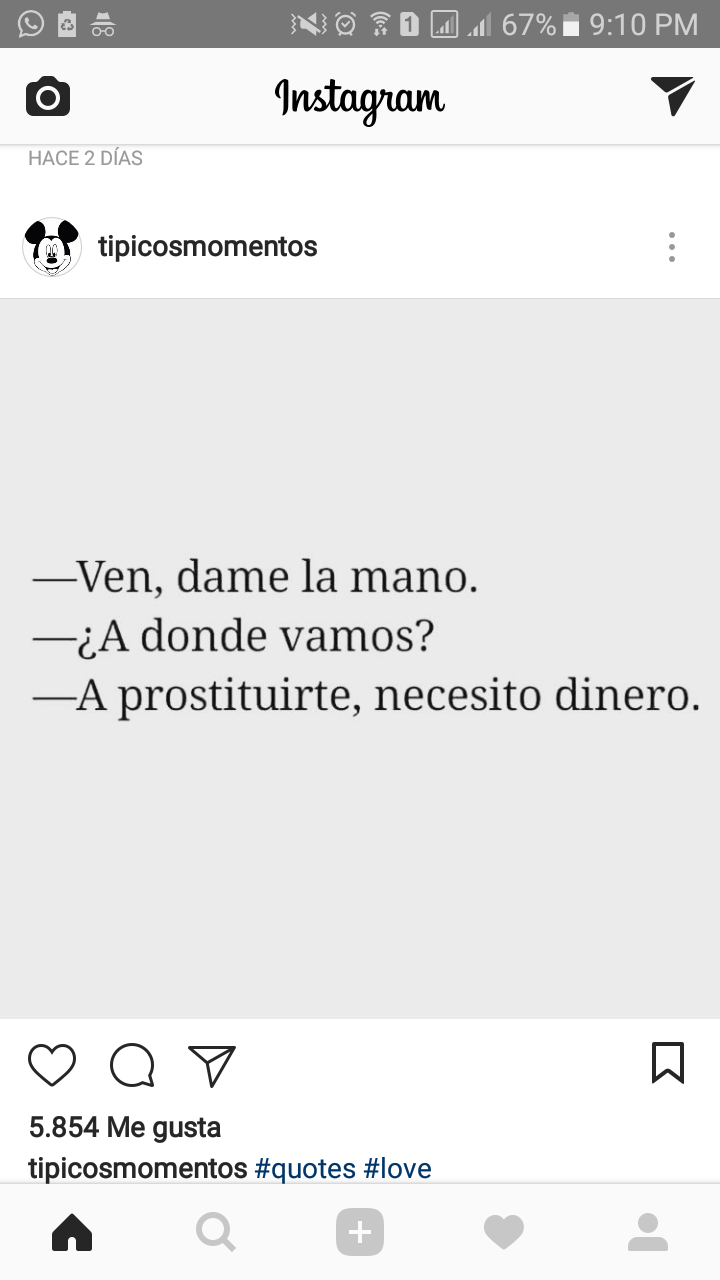 67% 9:10 PM
Instagram
HACE 2 DÍAS
tipicosmomentos
—Ven, dame la mano.
—¿A donde vamos?
—A prostituirte, necesito dinero.
5.854 Me gusta
tipicosmomentos #quotes #love